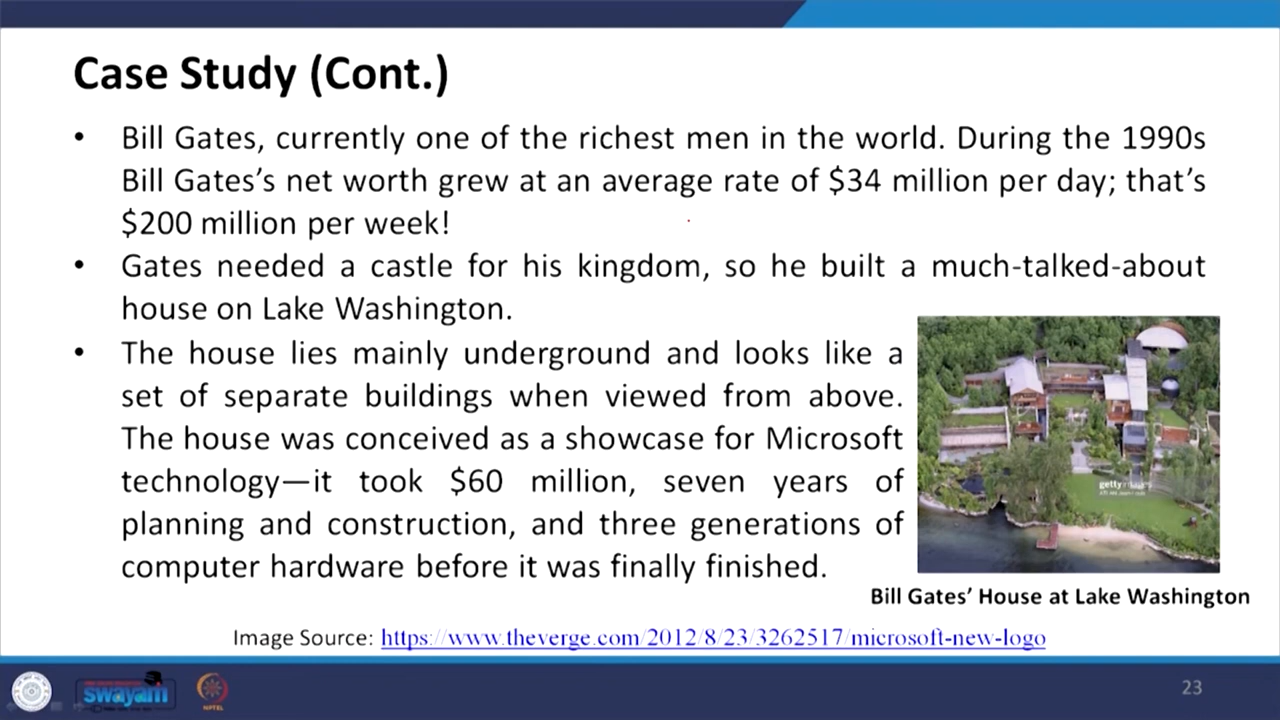 Case Study (Cont.)
• Bill Gates, currently one of the richest men in the world. During the 1990s
Bill Gates’s net worth grew at an average rate of $34 million per day; that’s
$200 million per week!
• Gates needed a castle for his kingdom, so he built a much-talked-about
house on Lake Washington.
• The house lies mainly underground and looks like a
set of separate buildings when viewed from above.
The house was conceived as a showcase for Microsoft
technology—it took $60 million, seven years of
planning and construction, and three generations of
computer hardware before it was finally finished.
Bill Gates’ House at Lake Washington
Image Source: https://www.theverge.com/2012/8/23/3262517/microsoft-new-logo
swayam
23